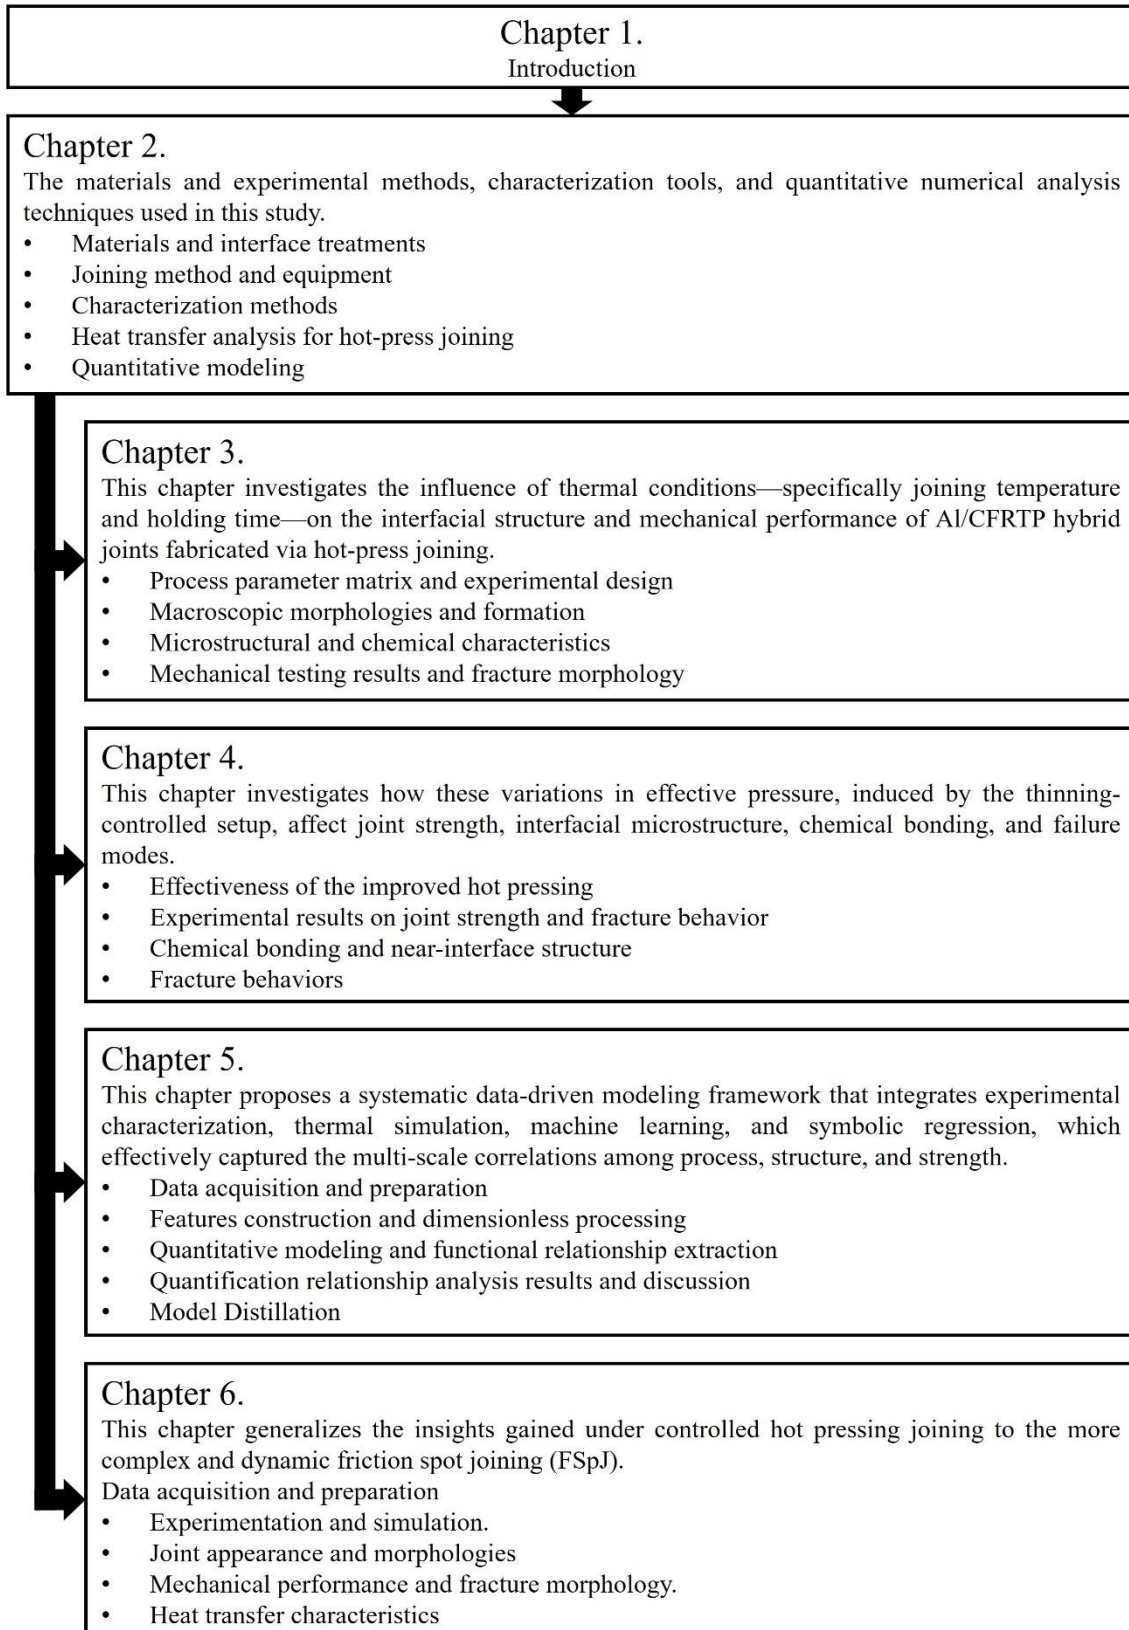 Chapter 1.
Introduction
Chapter 2.
The materials and experimental methods, characterization tools, and quantitative numerical analysis
techniques used in this study.
• Materials and interface treatments
• Joining method and equipment
• Characterization methods
• Heat transfer analysis for hot-press joining
• Quantitative modeling
Chapter 3.
This chapter investigates the influence of thermal conditions—specifically joining temperature
and holding time—on the interfacial structure and mechanical performance of Al/CFRTP hybrid
joints fabricated via hot-press joining.
• Process parameter matrix and experimental design
• Macroscopic morphologies and formation
• Microstructural and chemical characteristics
• Mechanical testing results and fracture morphology
Chapter 4.
This chapter investigates how these variations in effective pressure, induced by the thinning-
controlled setup, affect joint strength, interfacial microstructure, chemical bonding, and failure
modes.
• Effectiveness of the improved hot pressing
• Experimental results on joint strength and fracture behavior
• Chemical bonding and near-interface structure
• Fracture behaviors
Chapter 5.
This chapter proposes a systematic data-driven modeling framework that integrates experimental
characterization, thermal simulation, machine learning, and symbolic regression, which
effectively captured the multi-scale correlations among process, structure, and strength.
• Data acquisition and preparation
• Features construction and dimensionless processing
• Quantitative modeling and functional relationship extraction
• Quantification relationship analysis results and discussion
• Model Distillation
Chapter 6.
This chapter generalizes the insights gained under controlled hot pressing joining to the more
complex and dynamic friction spot joining (FSpJ).
Data acquisition and preparation
• Experimentation and simulation.
• Joint appearance and morphologies
• Mechanical performance and fracture morphology.
• Heat transfer characteristics